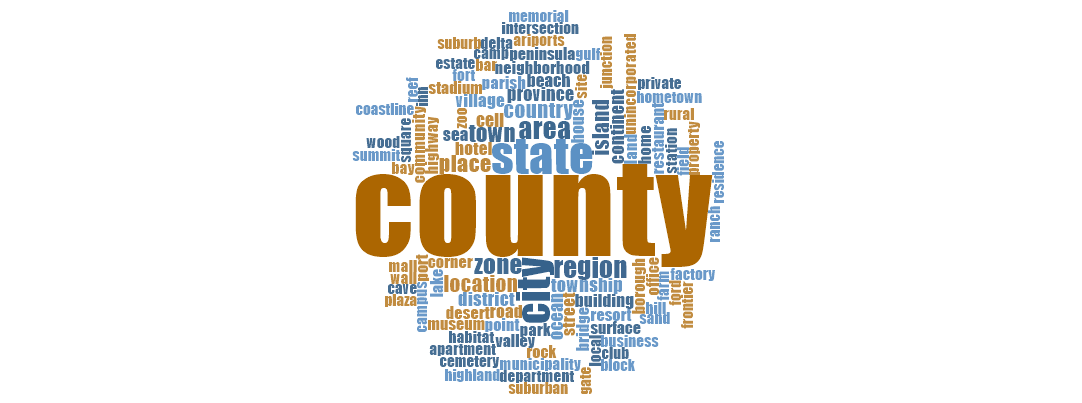 memorial
intersection
suburb delta ariports
camp peninsula gulf
estate bar neighborhood
junction
unincorporated
fort parish beach
site
private
reef
inn
stadium
village province
hometown
coastline
zoo
country
house
island
continent
restaurant
rural
community
cell
sea town area
land
home
station
property
wood
square
highway
hotel
field
residence
summit
bay
place state
county
ranch
mall
port
corner zone
city
region
borough
office
factory
wall
cave
lake
location
township
farm
ford
frontier
plaza
campus
district
ocean
street
building
hill
desert road
resort sand
museum point park
bridge
surface
habitat valley
local
business
apartment
rock
club
cemetery municipality
block
highland department
gate
suburban